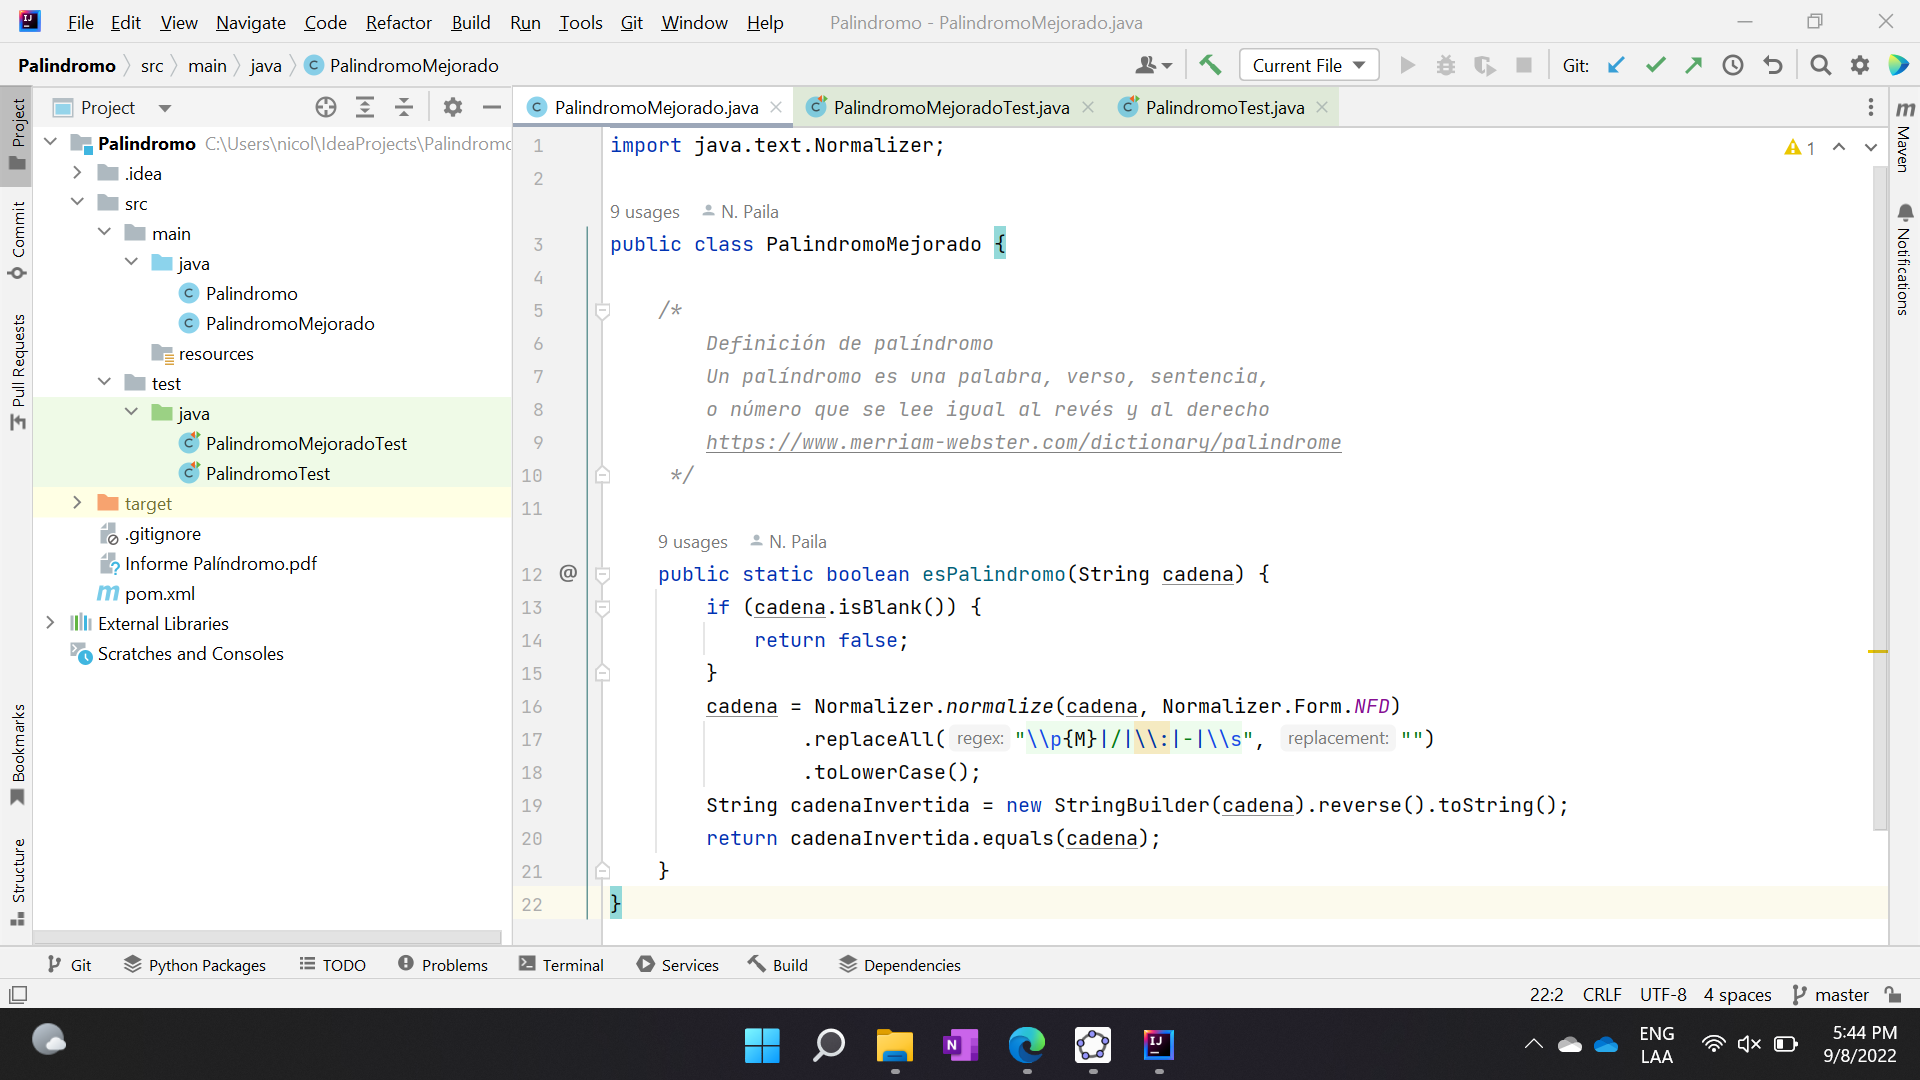 File Edit View Navigate Code Refactor Build Run Tools Git Window Help Palindromo - PalindromoMejorado.java
Palindromo src main java PalindromoMejorado Current File Git:
Project
PalindromoMejorado.java PalindromoMejoradoTest.java PalindromoTest.java
Project
Commit
Pull Requests
Bookmarks
Structure
Palindromo C:\Users\nicol\IdeaProjects\Palindromo
.idea
src
main
java
Palindromo
PalindromoMejorado
resources
test
java
PalindromoMejoradoTest
PalindromoTest
target
.gitignore
Informe Palíndromo.pdf
pom.xml
External Libraries
Scratches and Consoles
1 import java.text.Normalizer;
2
9 usages N. Paila
3 public class PalindromoMejorado {
4
5 /*
6 Definición de palíndromo
7 Un palíndromo es una palabra, verso, sentencia,
8 o número que se lee igual al revés y al derecho
9 https://www.merriam-webster.com/dictionary/palindrome
10 */
11
9 usages N. Paila
12 @ public static boolean esPalindromo(String cadena) {
13 if (cadena.isBlank()) {
14 return false;
15 }
16 cadena = Normalizer.normalize(cadena, Normalizer.Form.NFD)
17 .replaceAll( regex: "\\p{M}|/|\\:|-|\\s", replacement: "")
18 .toLowerCase();
19 String cadenaInvertida = new StringBuilder(cadena).reverse().toString();
20 return cadenaInvertida.equals(cadena);
21 }
22 }
1
Maven
Notifications
Git Python Packages TODO Problems Terminal Services Build Dependencies
22:2 CRLF UTF-8 4 spaces master
ENG
LAA
5:44 PM
9/8/2022